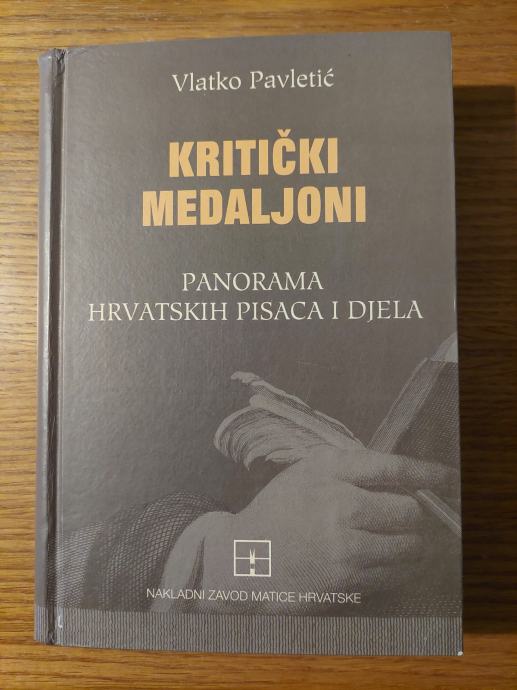 Vlatko Pavletić
KRITIČKI
MEDALJONI
PANORAMA
HRVATSKIH PISACA I DJELA
NAKLADNI ZAVOD MATICE HRVATSKE